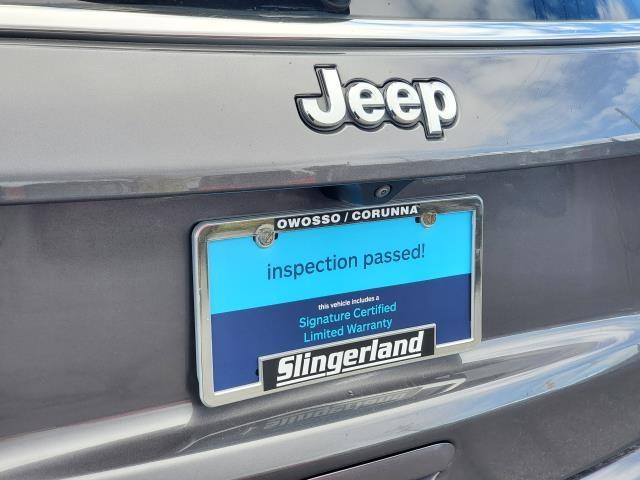 Jeep
OWOSSO / CORUNNA
inspection passed!
this vehicle includes a
Signature Certified
Limited Warranty
Slingerland